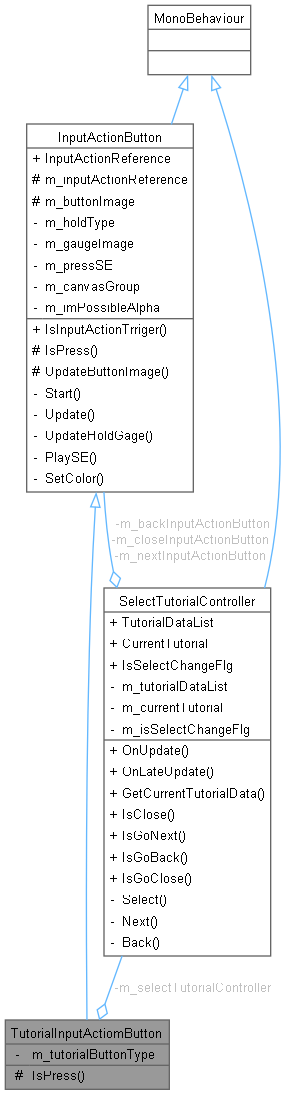 MonoBehaviour
InputActionButton
+ InputActionReference
# m_inputActionReference
# m_buttonImage
- m_holdType
- m_gaugeImage
- m_pressSE
- m_canvasGroup
- m_imPossibleAlpha
+ IsInputActionTrriger()
# IsPress()
# UpdateButtonImage()
- Start()
- Update()
- UpdateHoldGage()
- PlaySE()
- SetColor()
-m_backInputActionButton
-m_closeInputActionButton
-m_nextInputActionButton
SelectTutorialController
+ TutorialDataList
+ CurrentTutorial
+ IsSelectChangeFlg
- m_tutorialDataList
- m_currentTutorial
- m_isSelectChangeFlg
+ OnUpdate()
+ OnLateUpdate()
+ GetCurrentTutorialData()
+ IsClose()
+ IsGoNext()
+ IsGoBack()
+ IsGoClose()
- Select()
- Next()
- Back()
-m_selectTutorialController
TutorialInputActiomButton
- m_tutorialButtonType
# IsPress()